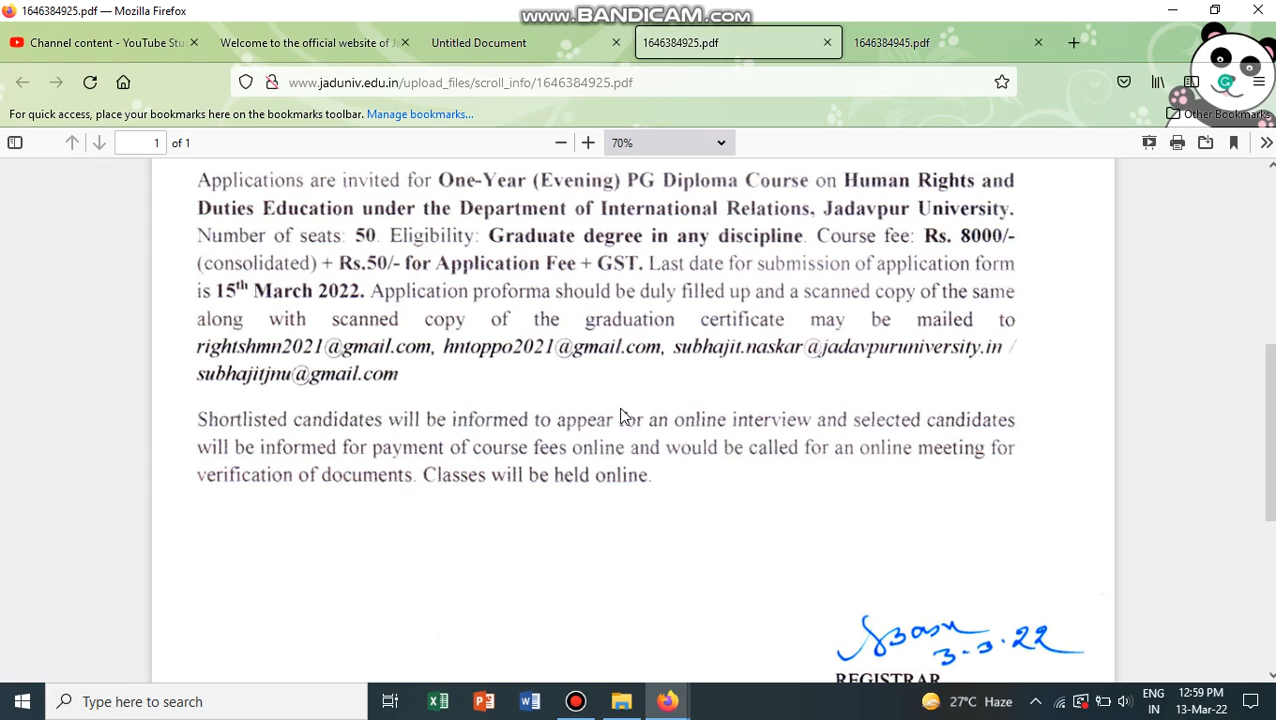 1646384925.pdf — Mozilla Firefox
www.BANDICAM.com
Channel content - YouTube Stu
Welcome to the official website of J
Untitled Document
1646384925.pdf
1646384945.pdf
www.jaduniv.edu.in/upload_files/scroll_info/1646384925.pdf
For quick access, place your bookmarks here on the bookmarks toolbar. Manage bookmarks...
Other Bookmarks
1 of 1
70%
Applications are invited for One-Year (Evening) PG Diploma Course on Human Rights and
Duties Education under the Department of International Relations, Jadavpur University.
Number of seats: 50. Eligibility: Graduate degree in any discipline. Course fee: Rs. 8000/-
(consolidated) + Rs.50/- for Application Fee + GST. Last date for submission of application form
is 15th March 2022. Application proforma should be duly filled up and a scanned copy of the same
along with scanned copy of the graduation certificate may be mailed to
rightshmn2021@gmail.com, hntoppo2021@gmail.com, subhajit.naskar@jadavpuruniversity.in /
subhajitjnu@gmail.com
Shortlisted candidates will be informed to appear for an online interview and selected candidates
will be informed for payment of course fees online and would be called for an online meeting for
verification of documents. Classes will be held online.
3-3-22
REGISTRAR
Type here to search
27°C Haze
ENG
IN
12:59 PM
13-Mar-22